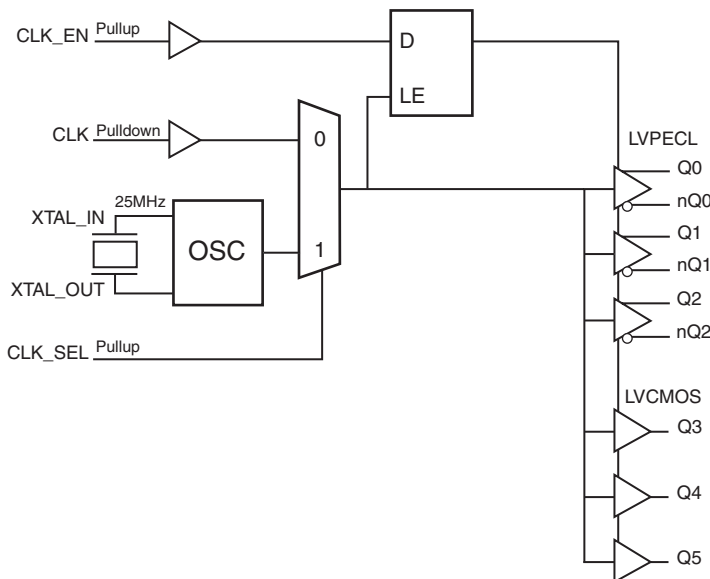 CLK_EN Pullup
D
LE
CLK Pulldown
0
LVPECL
Q0
nQ0
25MHz
XTAL_IN
OSC
1
Q1
nQ1
XTAL_OUT
Q2
nQ2
CLK_SEL Pullup
LVCMOS
Q3
Q4
Q5